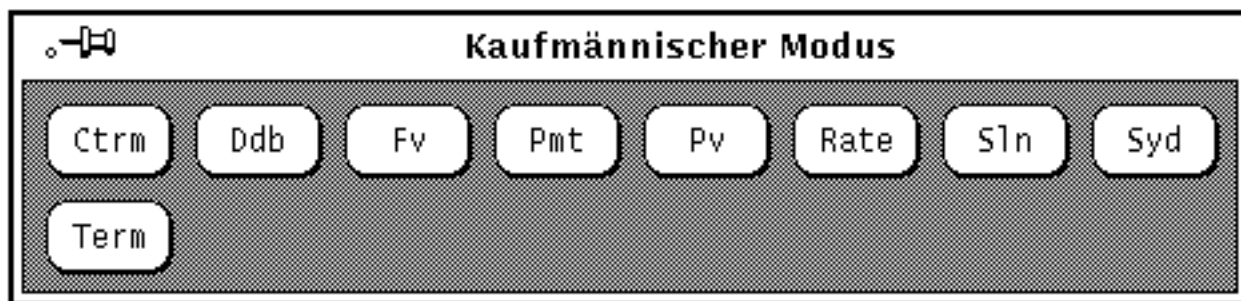 Kaufmännischer Modus
Ctrm Ddb Fv Pmt Pv Rate Sln Syd
Term